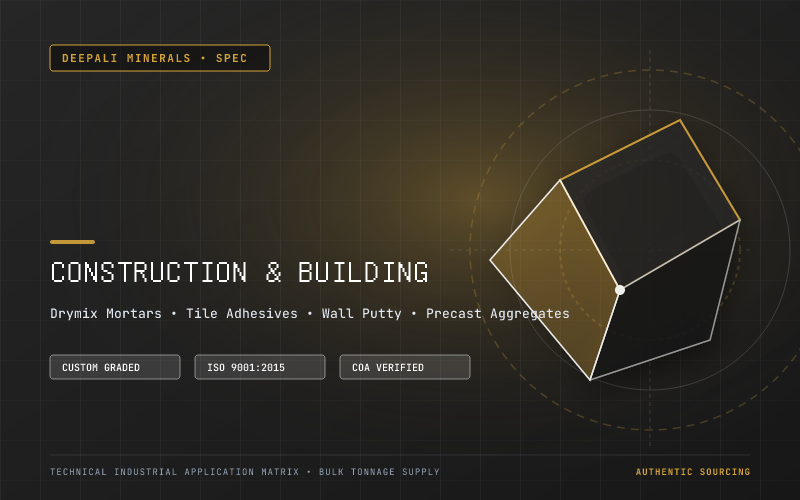 DEEPALI MINERALS • SPEC
CONSTRUCTION & BUILDING
Drymix Mortars • Tile Adhesives • Wall Putty • Precast Aggregates
CUSTOM GRADED
ISO 9001:2015
COA VERIFIED
TECHNICAL INDUSTRIAL APPLICATION MATRIX • BULK TONNAGE SUPPLY
AUTHENTIC SOURCING